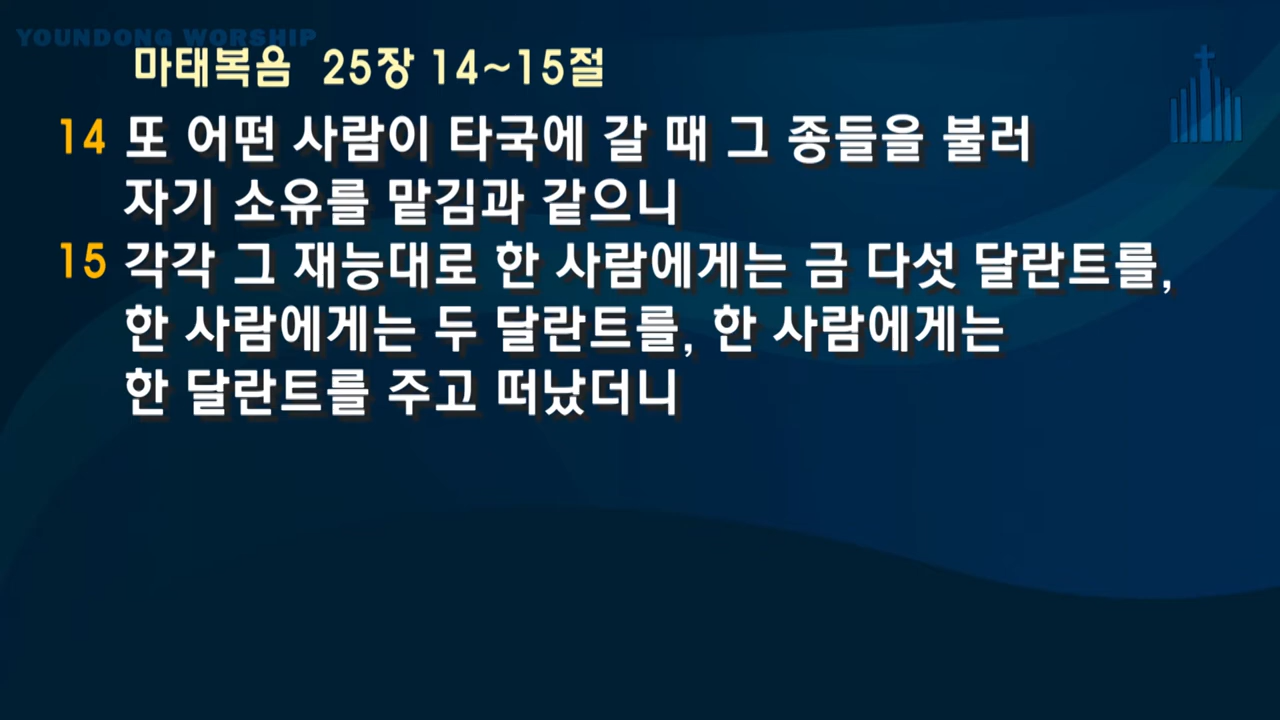 YOUNDONG WORSHIP
마태복음 25장 14~15절
14 또 어떤 사람이 타국에 갈 때 그 종들을 불러
자기 소유를 맡김과 같으니
15 각각 그 재능대로 한 사람에게는 금 다섯 달란트를,
한 사람에게는 두 달란트를, 한 사람에게는
한 달란트를 주고 떠났더니